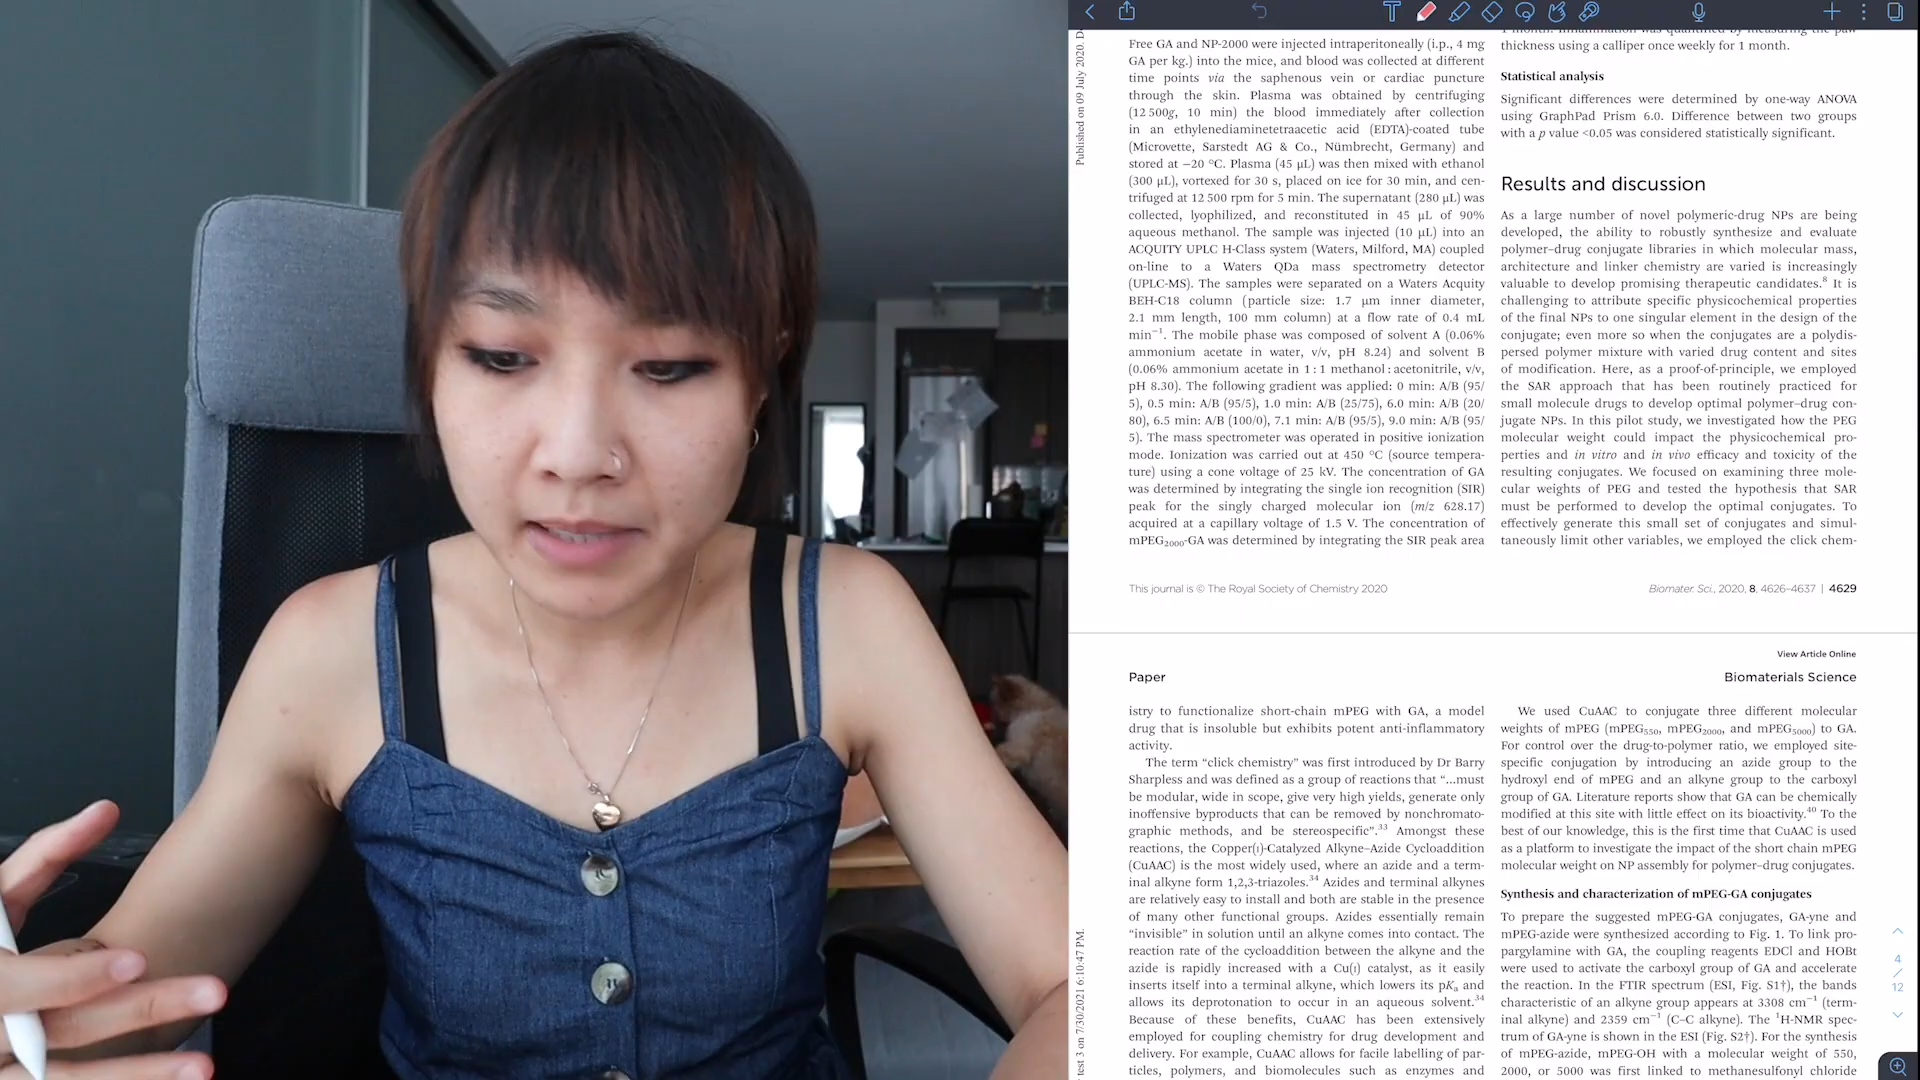 Published on 09 July 2020. D
Free GA and NP-2000 were injected intraperitoneally (i.p., 4 mg
GA per kg.) into the mice, and blood was collected at different
time points via the saphenous vein or cardiac puncture
through the skin. Plasma was obtained by centrifuging
(12 500g, 10 min) the blood immediately after collection
in an ethylenediaminetetraacetic acid (EDTA)-coated tube
(Microvette, Sarstedt AG & Co., Nümbrecht, Germany) and
stored at −20 °C. Plasma (45 μL) was then mixed with ethanol
(300 μL), vortexed for 30 s, placed on ice for 30 min, and cen-
trifuged at 12 500 rpm for 5 min. The supernatant (280 μL) was
collected, lyophilized, and reconstituted in 45 μL of 90%
aqueous methanol. The sample was injected (10 μL) into an
ACQUITY UPLC H-Class system (Waters, Milford, MA) coupled
on-line to a Waters QDa mass spectrometry detector
(UPLC-MS). The samples were separated on a Waters Acquity
BEH-C18 column (particle size: 1.7 μm inner diameter,
2.1 mm length, 100 mm column) at a flow rate of 0.4 mL
min⁻¹. The mobile phase was composed of solvent A (0.06%
ammonium acetate in water, v/v, pH 8.24) and solvent B
(0.06% ammonium acetate in 1 : 1 methanol : acetonitrile, v/v,
pH 8.30). The following gradient was applied: 0 min: A/B (95/
5), 0.5 min: A/B (95/5), 1.0 min: A/B (25/75), 6.0 min: A/B (20/
80), 6.5 min: A/B (100/0), 7.1 min: A/B (95/5), 9.0 min: A/B (95/
5). The mass spectrometer was operated in positive ionization
mode. Ionization was carried out at 450 °C (source tempera-
ture) using a cone voltage of 25 kV. The concentration of GA
was determined by integrating the single ion recognition (SIR)
peak for the singly charged molecular ion (m/z 628.17)
acquired at a capillary voltage of 1.5 V. The concentration of
mPEG₂₀₀₀-GA was determined by integrating the SIR peak area
1 month. Inflammation was quantified by measuring the paw
thickness using a calliper once weekly for 1 month.
Statistical analysis
Significant differences were determined by one-way ANOVA
using GraphPad Prism 6.0. Difference between two groups
with a p value <0.05 was considered statistically significant.
Results and discussion
As a large number of novel polymeric-drug NPs are being
developed, the ability to robustly synthesize and evaluate
polymer–drug conjugate libraries in which molecular mass,
architecture and linker chemistry are varied is increasingly
valuable to develop promising therapeutic candidates.⁸ It is
challenging to attribute specific physicochemical properties
of the final NPs to one singular element in the design of the
conjugate; even more so when the conjugates are a polydis-
persed polymer mixture with varied drug content and sites
of modification. Here, as a proof-of-principle, we employed
the SAR approach that has been routinely practiced for
small molecule drugs to develop optimal polymer–drug con-
jugate NPs. In this pilot study, we investigated how the PEG
molecular weight could impact the physicochemical pro-
perties and in vitro and in vivo efficacy and toxicity of the
resulting conjugates. We focused on examining three mole-
cular weights of PEG and tested the hypothesis that SAR
must be performed to develop the optimal conjugates. To
effectively generate this small set of conjugates and simul-
taneously limit other variables, we employed the click chem-
This journal is © The Royal Society of Chemistry 2020
Biomater. Sci., 2020, 8, 4626–4637 | 4629
View Article Online
Paper
Biomaterials Science
istry to functionalize short-chain mPEG with GA, a model
drug that is insoluble but exhibits potent anti-inflammatory
activity.
The term “click chemistry” was first introduced by Dr Barry
Sharpless and was defined as a group of reactions that “...must
be modular, wide in scope, give very high yields, generate only
inoffensive byproducts that can be removed by nonchromato-
graphic methods, and be stereospecific”.³³ Amongst these
reactions, the Copper(I)-Catalyzed Alkyne–Azide Cycloaddition
(CuAAC) is the most widely used, where an azide and a term-
inal alkyne form 1,2,3-triazoles.³⁴ Azides and terminal alkynes
are relatively easy to install and both are stable in the presence
of many other functional groups. Azides essentially remain
“invisible” in solution until an alkyne comes into contact. The
reaction rate of the cycloaddition between the alkyne and the
azide is rapidly increased with a Cu(I) catalyst, as it easily
inserts itself into a terminal alkyne, which lowers its pKₐ and
allows its deprotonation to occur in an aqueous solvent.³⁴
Because of these benefits, CuAAC has been extensively
employed for coupling chemistry for drug development and
delivery. For example, CuAAC allows for facile labelling of par-
ticles, polymers, and biomolecules such as enzymes and
We used CuAAC to conjugate three different molecular
weights of mPEG (mPEG₅₅₀, mPEG₂₀₀₀, and mPEG₅₀₀₀) to GA.
For control over the drug-to-polymer ratio, we employed site-
specific conjugation by introducing an azide group to the
hydroxyl end of mPEG and an alkyne group to the carboxyl
group of GA. Literature reports show that GA can be chemically
modified at this site with little effect on its bioactivity.⁴⁰ To the
best of our knowledge, this is the first time that CuAAC is used
as a platform to investigate the impact of the short chain mPEG
molecular weight on NP assembly for polymer–drug conjugates.
Synthesis and characterization of mPEG-GA conjugates
To prepare the suggested mPEG-GA conjugates, GA-yne and
mPEG-azide were synthesized according to Fig. 1. To link pro-
pargylamine with GA, the coupling reagents EDCl and HOBt
were used to activate the carboxyl group of GA and accelerate
the reaction. In the FTIR spectrum (ESI, Fig. S1†), the bands
characteristic of an alkyne group appears at 3308 cm⁻¹ (term-
inal alkyne) and 2359 cm⁻¹ (C–C alkyne). The ¹H-NMR spec-
trum of GA-yne is shown in the ESI (Fig. S2†). For the synthesis
of mPEG-azide, mPEG-OH with a molecular weight of 550,
2000, or 5000 was first linked to methanesulfonyl chloride
test 3 on 7/30/2021 6:10:47 PM.
4
/
12